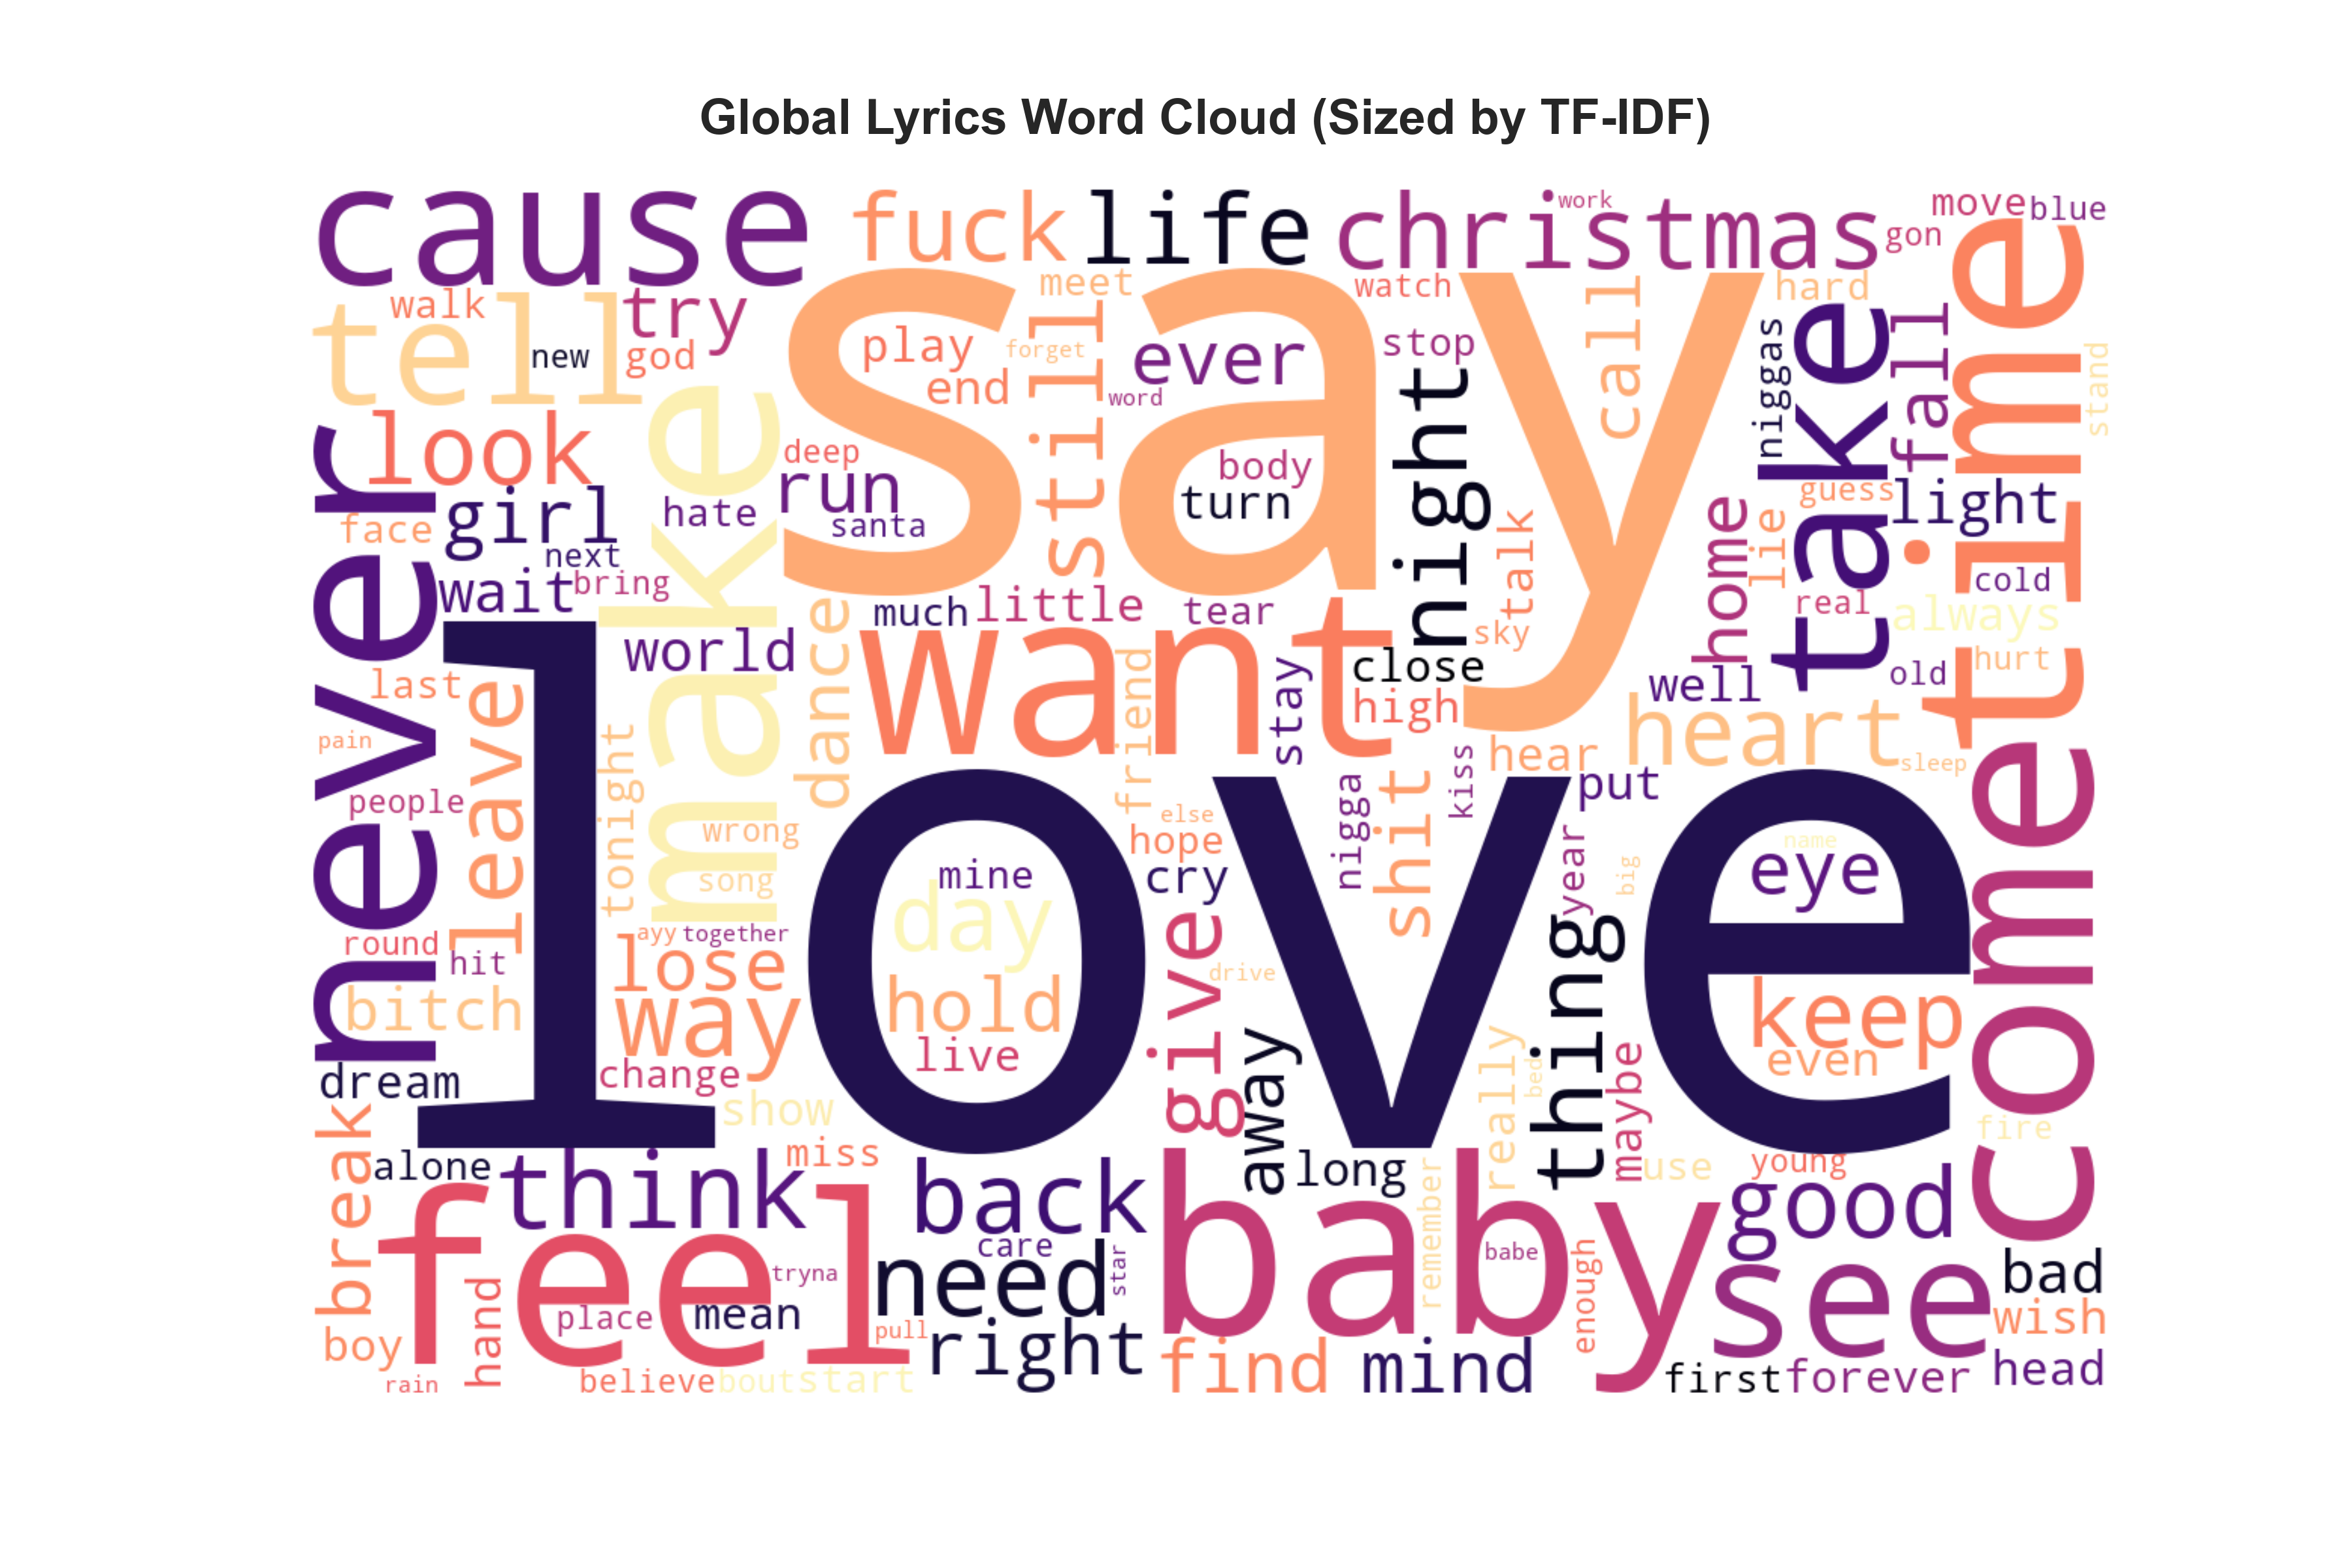 Global Lyrics Word Cloud (Sized by TF-IDF)
cause
fuck
life
christmas
work
move
blue
gon
tell
walk
try
new
god
say
meet
play
forget
end
still
ever
word
watch
stop
call
hard
niggas
take
fall
time
stand
look
never
girl
face
next
wait
bring
make
hate
deep
run
santa
body
turn
night
talk
home
lie
guess
light
cold
real
always
much
little
tear
sky
world
dance
want
friend
stay
close
high
well
old
hurt
heart
sleep
last
leave
pain
people
tonight
wrong
song
love
hear
put
shit
kiss
nigga
else
hope
cry
mine
day
hold
live
year
big
name
eye
come
round
hit
bitch
ayy
together
lose
way
change
dream
show
give
drive
away
really
bed
thing
maybe
keep
even
fire
break
alone
think
miss
back
long
remember
use
young
good
feel
tryna
care
need
star
baby
babe
enough
see
bad
wish
boy
hand
place
mean
pull
right
rain
believe
bout
start
find
mind
first
forever
head